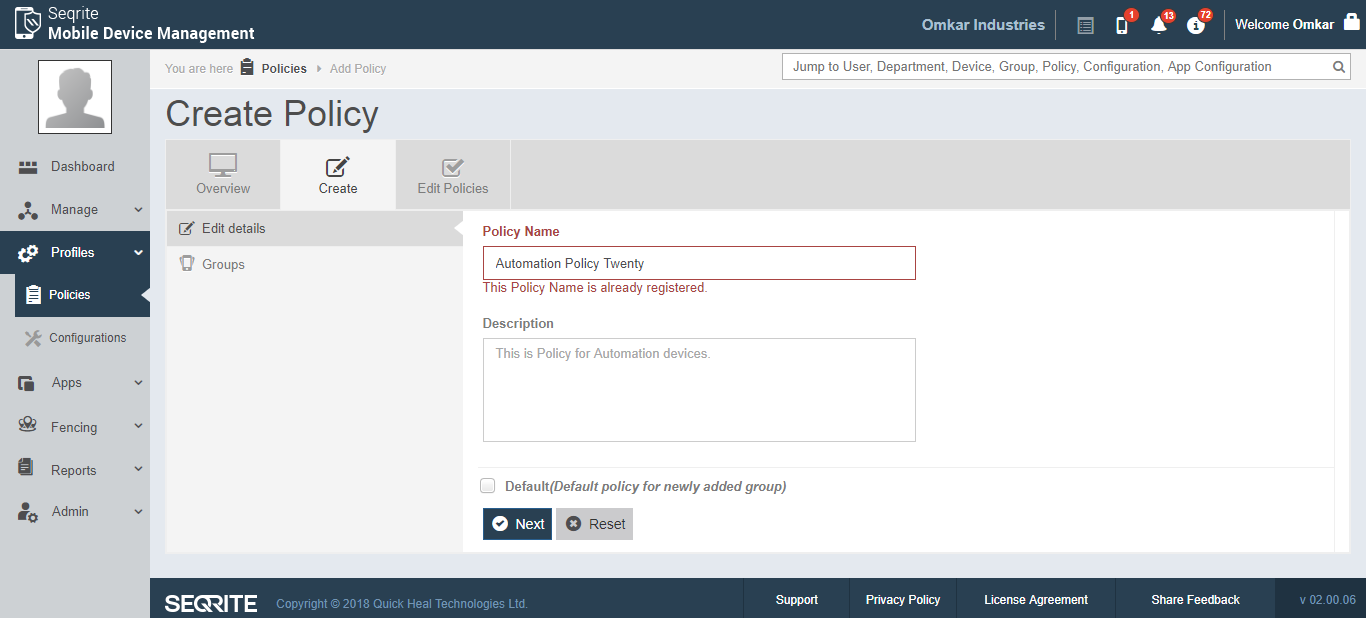 Seqrite
Mobile Device Management
Omkar Industries
1
13
72
Welcome Omkar
You are here Policies Add Policy
Jump to User, Department, Device, Group, Policy, Configuration, App Configuration
Create Policy
Dashboard
Manage
Profiles
Policies
Configurations
Apps
Fencing
Reports
Admin
Overview
Create
Edit Policies
Edit details
Groups
Policy Name
Automation Policy Twenty
This Policy Name is already registered.
Description
This is Policy for Automation devices.
Default(Default policy for newly added group)
Next
Reset
SEQRITE
Copyright © 2018 Quick Heal Technologies Ltd.
Support
Privacy Policy
License Agreement
Share Feedback
v 02.00.06